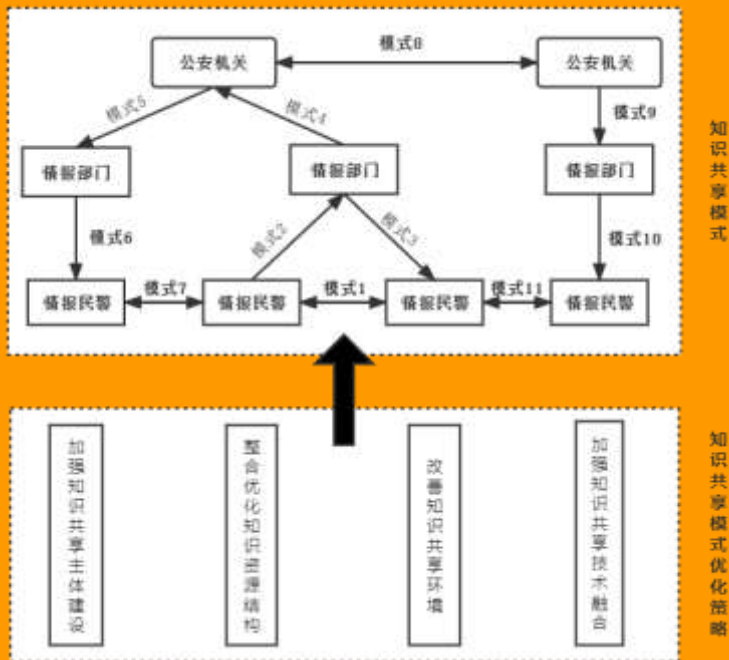 模式8
公安机关
公安机关
模式5
模式4
模式9
情报部门
情报部门
情报部门
模式6
模式2
模式3
模式10
情报民警
模式7
情报民警
模式1
情报民警
模式11
情报民警
知识共享模式
加强知识共享主体建设
整合优化知识资源结构
改善知识共享环境
加强知识共享技术融合
知识共享模式优化策略